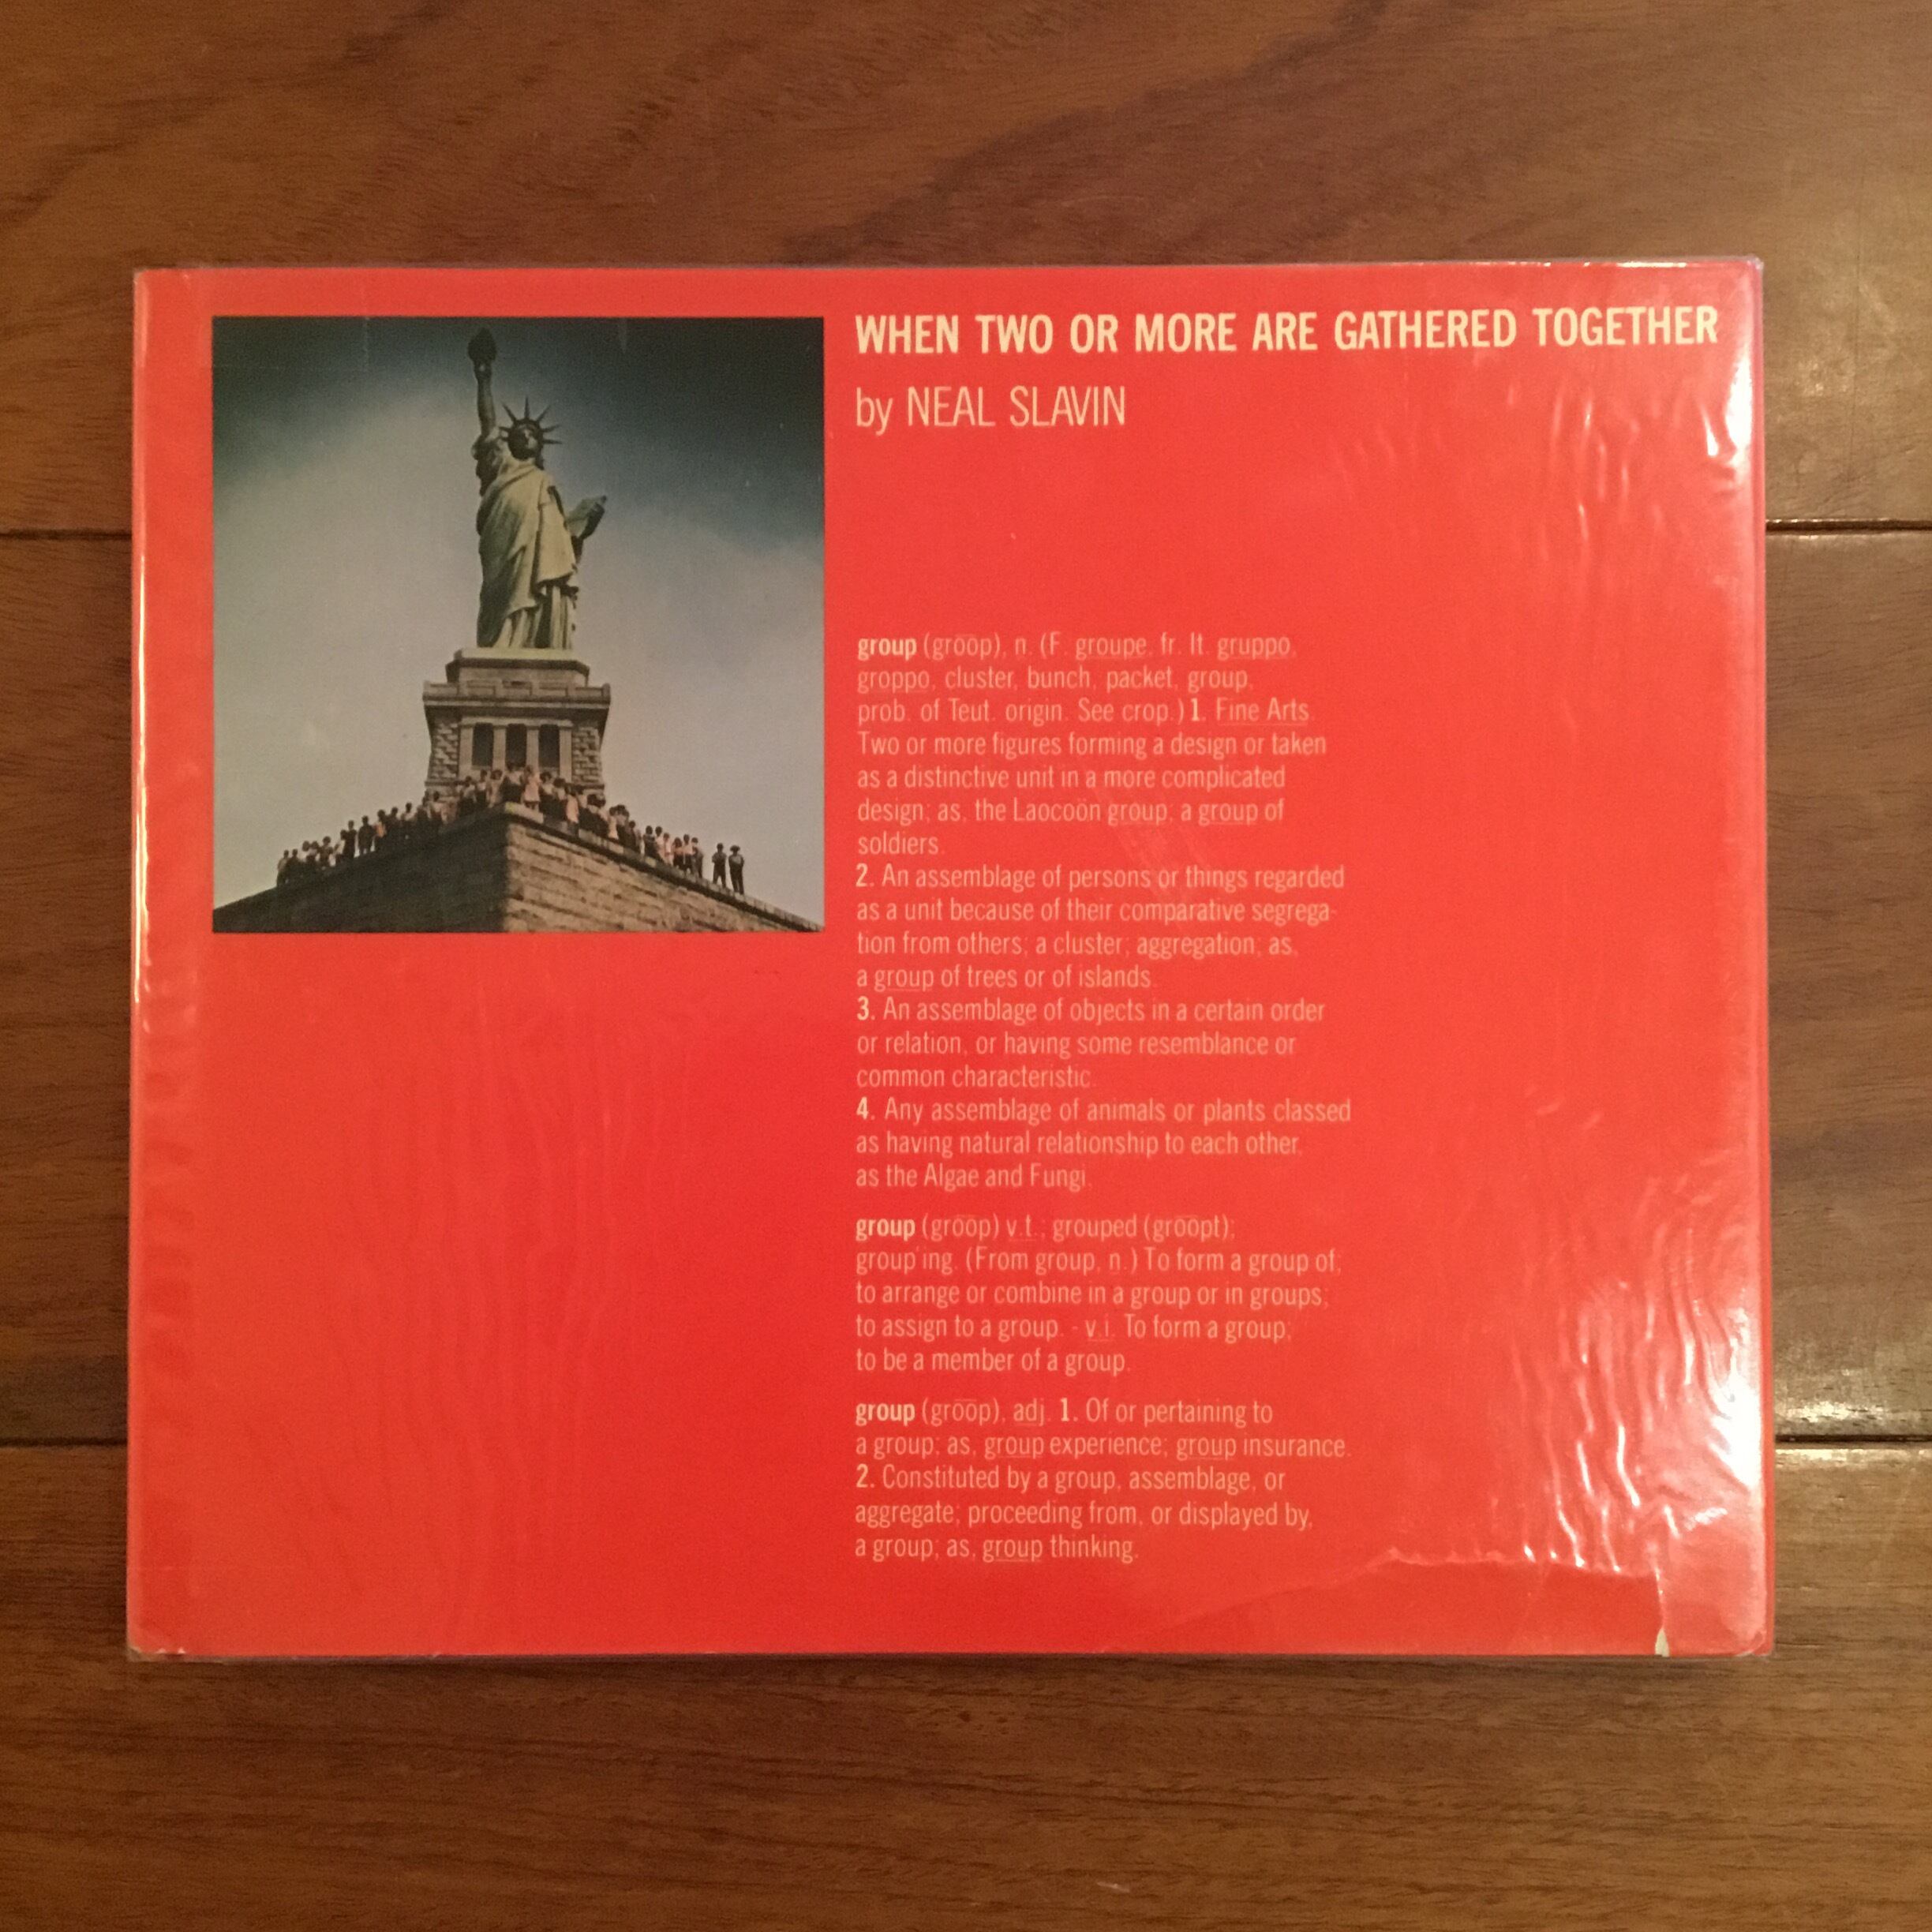 WHEN TWO OR MORE ARE GATHERED TOGETHER
by NEAL SLAVIN
group (grōōp), n. (F. groupe, fr. It. gruppo,
groppo, cluster, bunch, packet, group,
prob. of Teut. origin. See crop.) 1. Fine Arts.
Two or more figures forming a design or taken
as a distinctive unit in a more complicated
design; as, the Laocoön group; a group of
soldiers.
2. An assemblage of persons or things regarded
as a unit because of their comparative segrega-
tion from others; a cluster; aggregation; as,
a group of trees or of islands.
3. An assemblage of objects in a certain order
or relation, or having some resemblance or
common characteristic.
4. Any assemblage of animals or plants classed
as having natural relationship to each other,
as the Algae and Fungi.
group (grōōp) v.t.; grouped (grōōpt);
group'ing. (From group, n.) To form a group of;
to arrange or combine in a group or in groups;
to assign to a group. - v.i. To form a group;
to be a member of a group.
group (grōōp), adj. 1. Of or pertaining to
a group; as, group experience; group insurance.
2. Constituted by a group, assemblage, or
aggregate; proceeding from, or displayed by,
a group; as, group thinking.